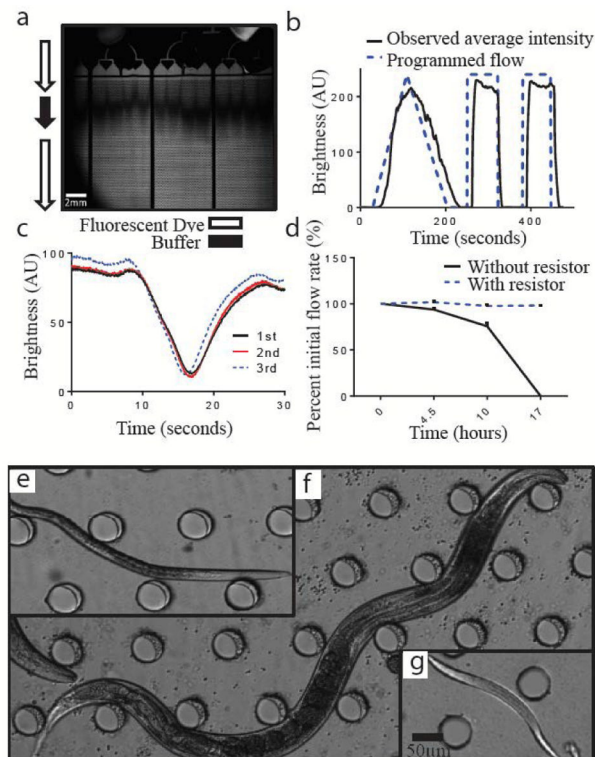 a
2mm
Fluorescent Dye
Buffer
b
Observed average intensity
Programmed flow
Brightness (AU)
200
100
0
0
200
400
Time (seconds)
c
Brightness (AU)
100
50
0
0
10
20
30
1st
2nd
3rd
Time (seconds)
d
Without resistor
With resistor
Percent initial flow rate (%)
150
100
50
0
0
4.5
10
17
Time (hours)
e
f
g
50um